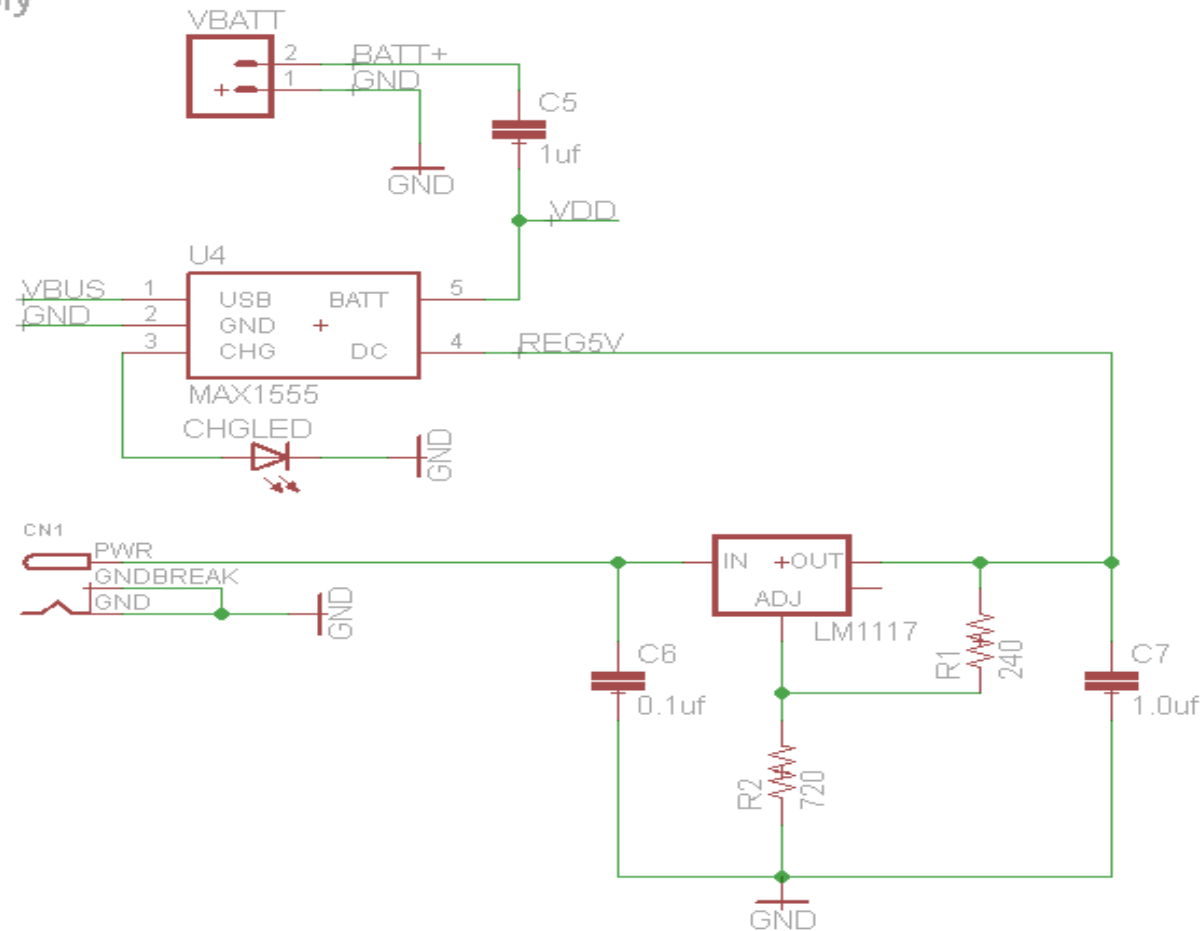 VBATT
2
BATT+
1
GND
C5
1uf
GND
VDD
U4
VBUS
1
USB
BATT
5
GND
2
GND
3
CHG
DC
4
REG5V
MAX1555
CHGLED
GND
CN1
PWR
GNDBREAK
GND
GND
IN
OUT
ADJ
LM1117
R1
240
C6
0.1uf
C7
1.0uf
R2
720
GND